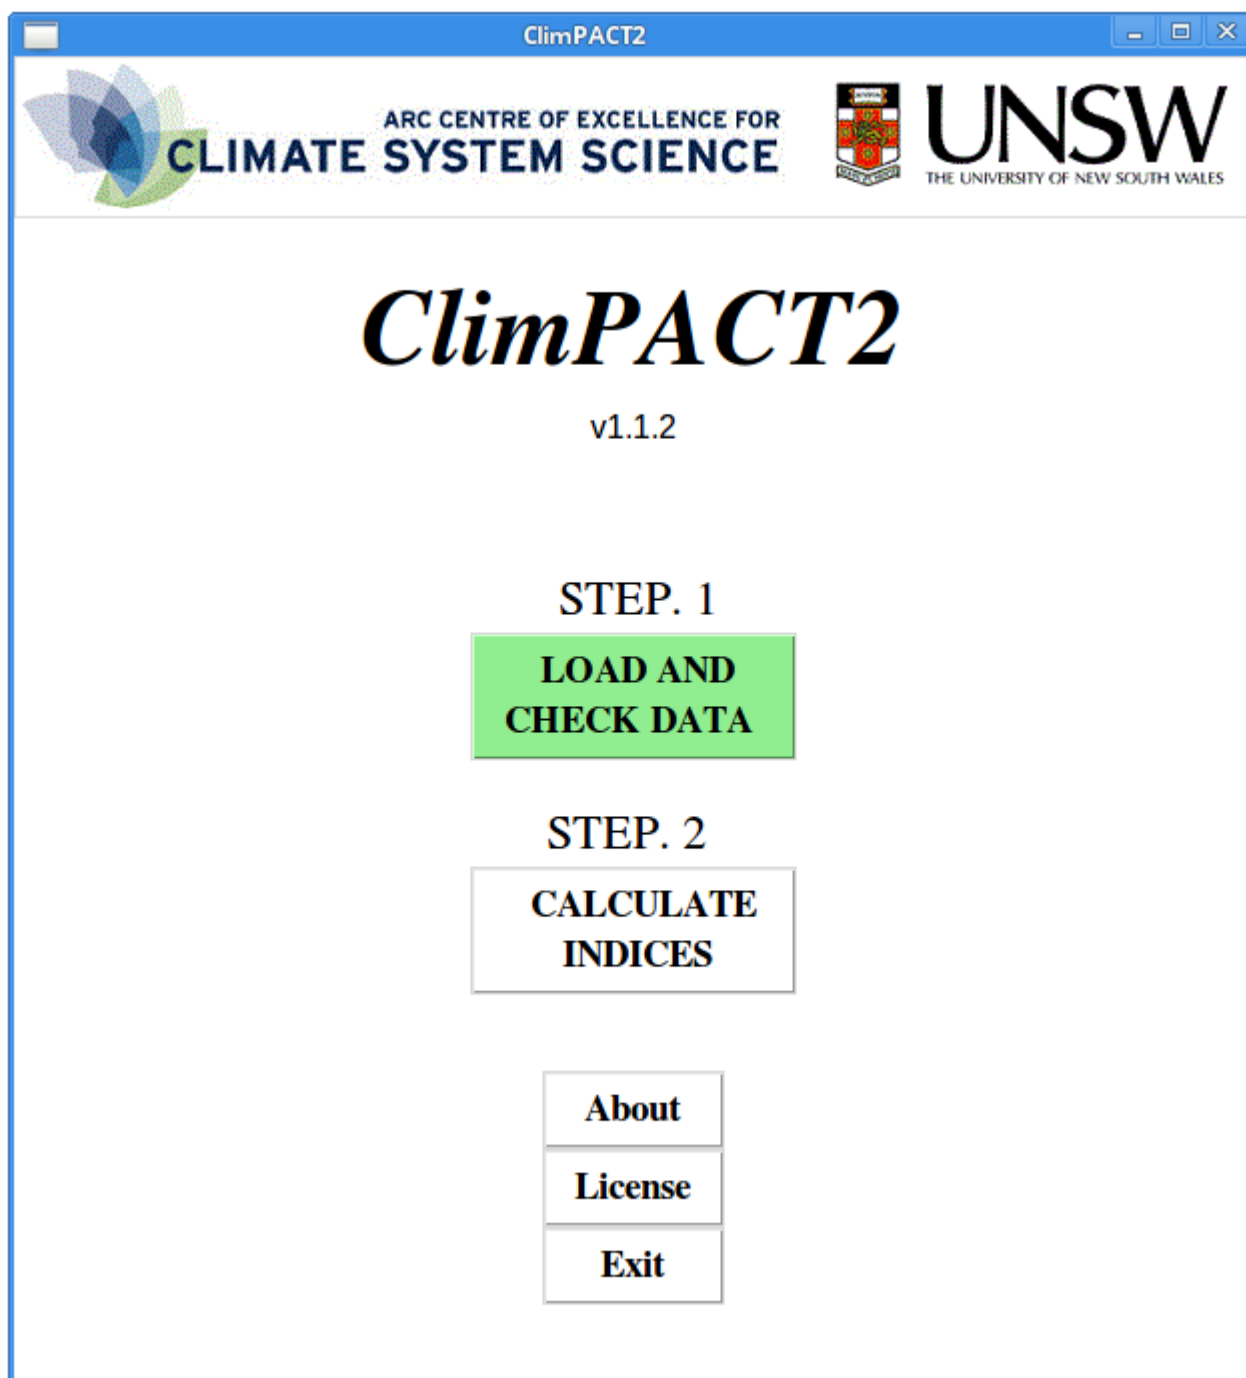 ClimPACT2
ARC CENTRE OF EXCELLENCE FOR
CLIMATE SYSTEM SCIENCE
UNSW
THE UNIVERSITY OF NEW SOUTH WALES
ClimPACT2
v1.1.2
STEP. 1
LOAD AND
CHECK DATA
STEP. 2
CALCULATE
INDICES
About
License
Exit